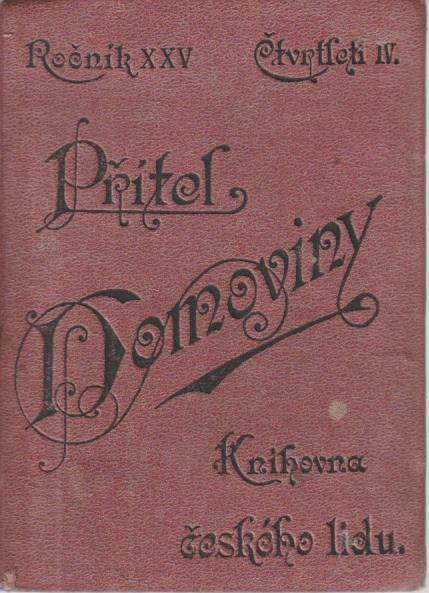 Ročník XXV Čtvrtletí IV.
Přítel
Domoviny
Knihovna
českého lidu.